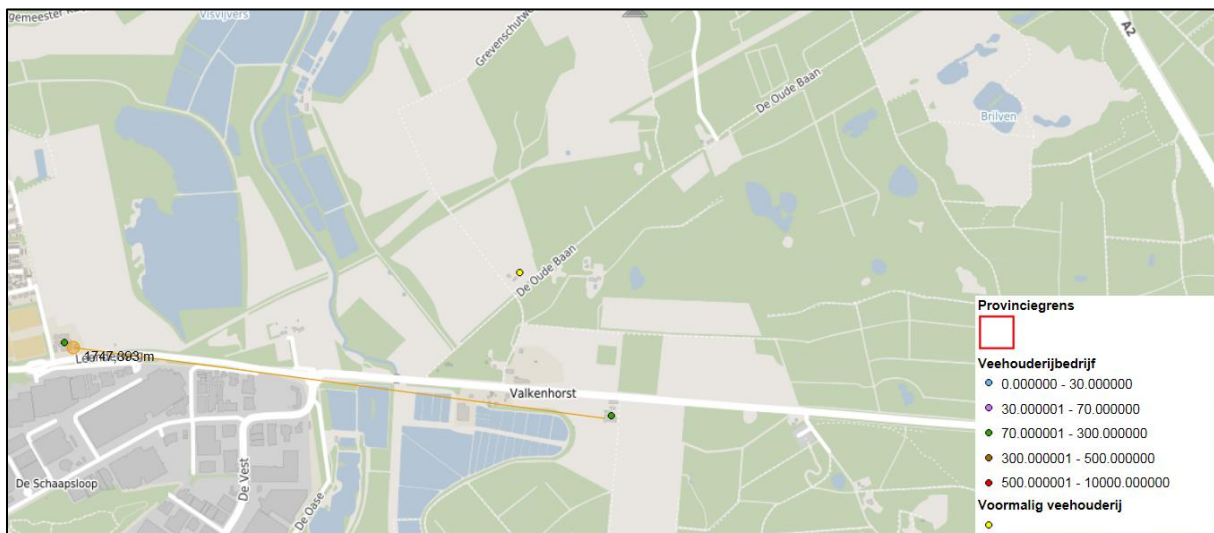 Visvijvers
Grevenschutw
A2
De Oude Baan
Brilven
De Oude Baan
1747,893 m
Valkenhorst
De Schaapsloop
De Vest
De Oase
Provinciegrens
Veehouderijbedrijf
0.000000 - 30.000000
30.000001 - 70.000000
70.000001 - 300.000000
300.000001 - 500.000000
500.000001 - 10000.000000
Voormalig veehouderij